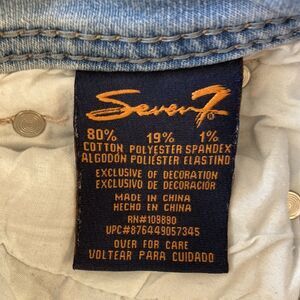 Seven7®
80% 19% 1%
COTTON POLYESTER SPANDEX
ALGODÓN POLIÉSTER ELASTINO
EXCLUSIVE OF DECORATION
EXCLUSIVO DE DECORACIÓN
MADE IN CHINA
HECHO EN CHINA
RN#109890
UPC#876449057345
OVER FOR CARE
VOLTEAR PARA CUIDADO